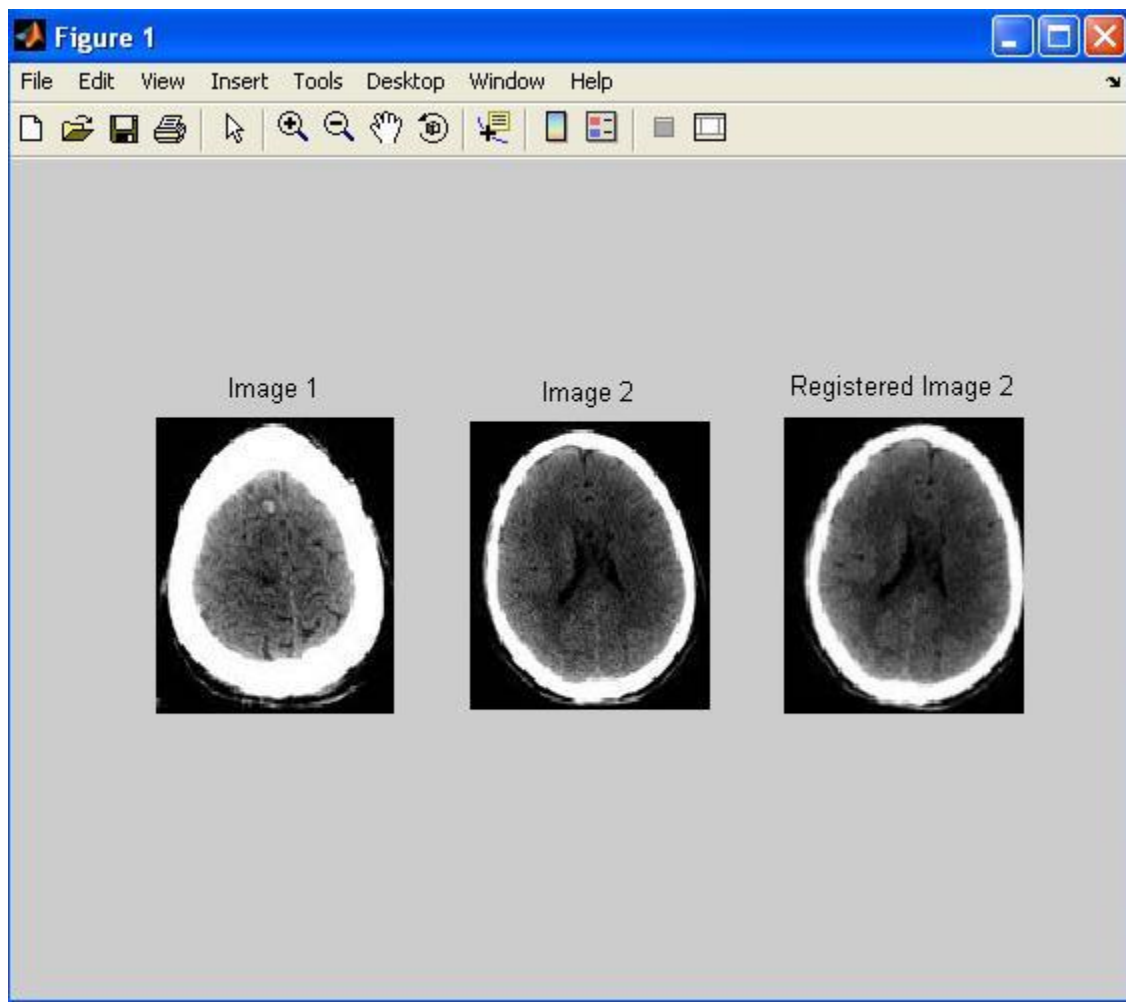 Figure 1
File Edit View Insert Tools Desktop Window Help
Image 1
Image 2
Registered Image 2